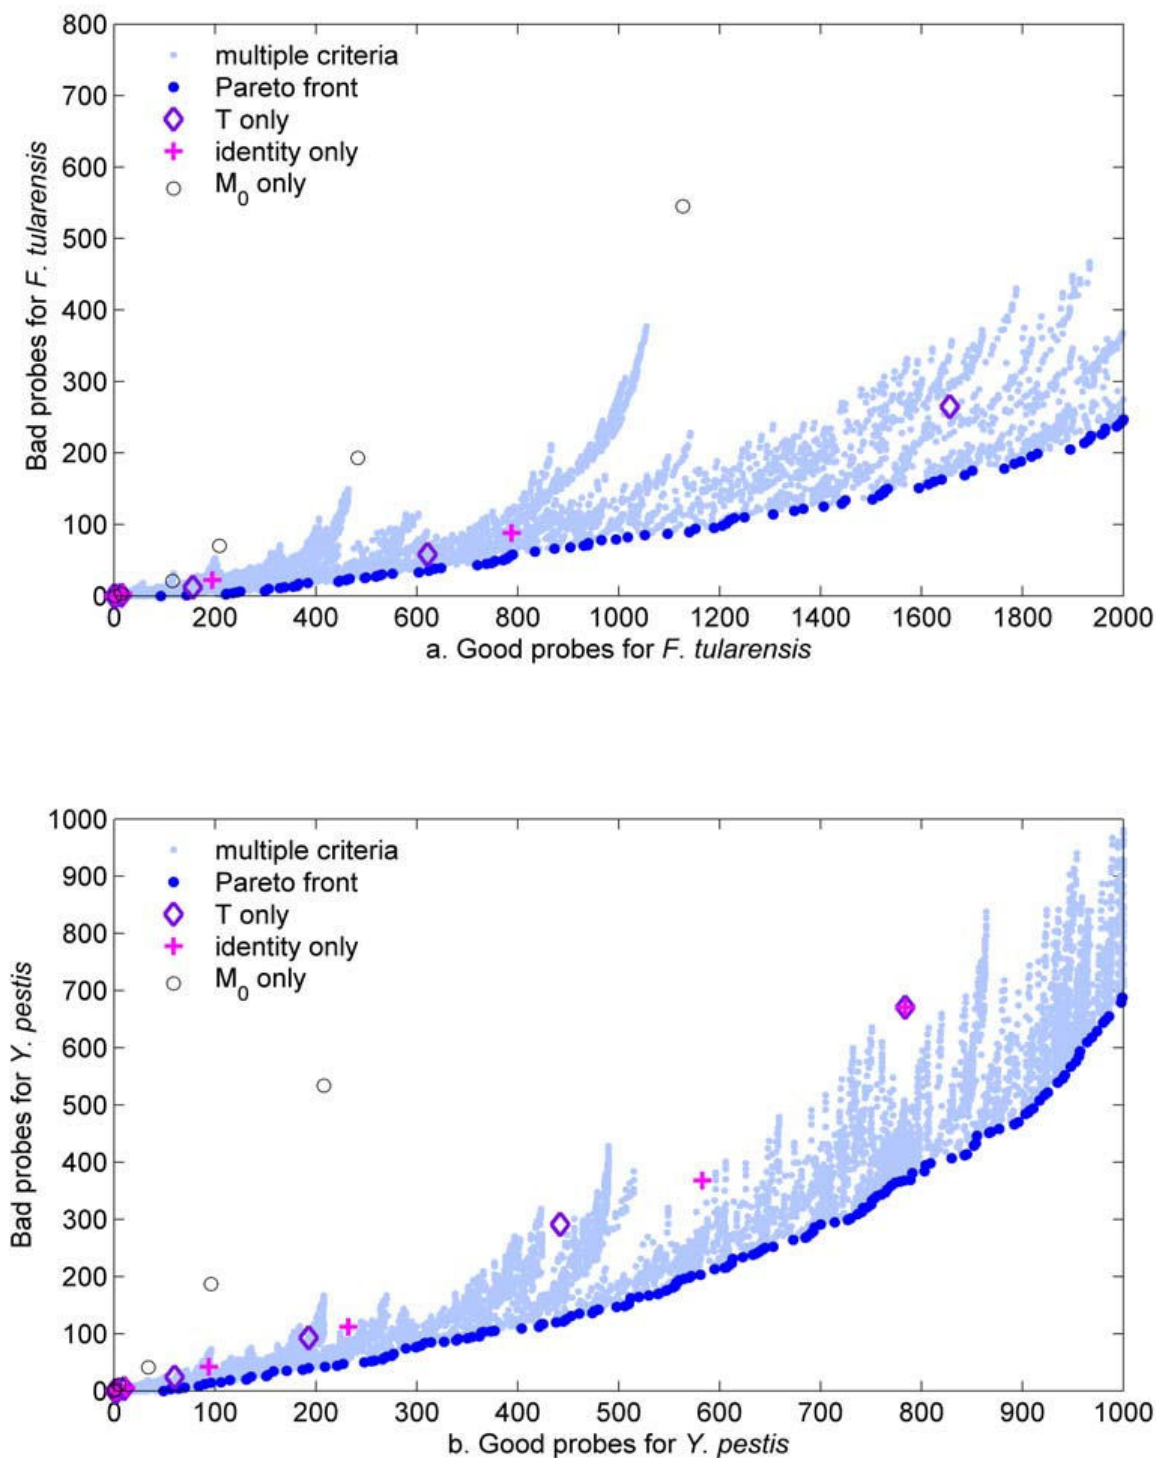 800
700
600
500
400
300
200
100
0
Bad probes for F. tularensis
multiple criteria
Pareto front
T only
identity only
M0 only
0 200 400 600 800 1000 1200 1400 1600 1800 2000
a. Good probes for F. tularensis
1000
900
800
700
600
500
400
300
200
100
0
Bad probes for Y. pestis
multiple criteria
Pareto front
T only
identity only
M0 only
0 100 200 300 400 500 600 700 800 900 1000
b. Good probes for Y. pestis